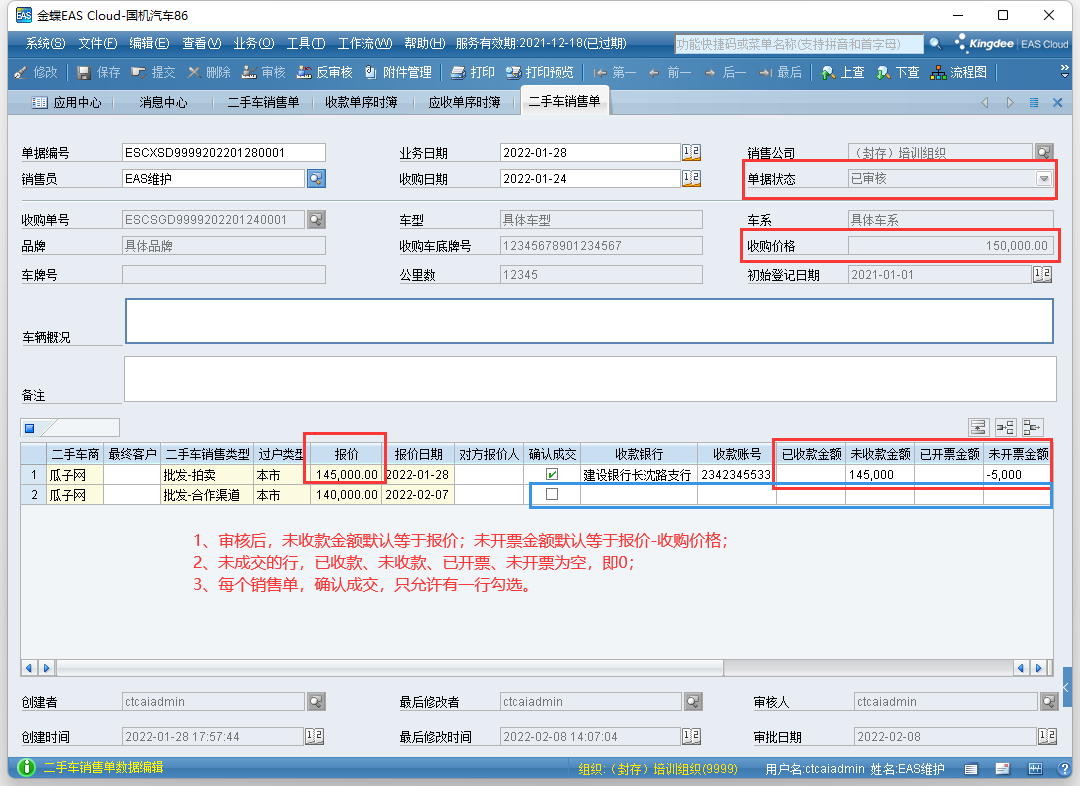 金蝶EAS Cloud-国机汽车86
系统(S) 文件(F) 编辑(E) 查看(V) 业务(O) 工具(T) 工作流(W) 帮助(H) 服务有效期:2021-12-18(已过期) 功能快捷码或菜单名称(支持拼音和首字母) Kingdee EAS Cloud
修改 保存 提交 删除 审核 反审核 附件管理 打印 打印预览 第一 前一 后一 最后 上查 下查 流程图
应用中心 消息中心 二手车销售单 收款单序时簿 应收单序时簿 二手车销售单
单据编号 ESCXSD9999202201280001 业务日期 2022-01-28 销售公司 （封存）培训组织
销售员 EAS维护 收购日期 2022-01-24 单据状态 已审核
收购单号 ESCSGD9999202201240001 车型 具体车型 车系 具体车系
品牌 具体品牌 收购车底牌号 12345678901234567 收购价格 150,000.00
车牌号 公里数 12345 初始登记日期 2021-01-01
车辆概况
备注
二手车商 最终客户 二手车销售类型 过户类型 报价 报价日期 对方报价人 确认成交 收款银行 收款账号 已收款金额 未收款金额 已开票金额 未开票金额
1 瓜子网 批发-拍卖 本市 145,000.00 2022-01-28 建设银行长沈路支行 2342345533 145,000 -5,000
2 瓜子网 批发-合作渠道 本市 140,000.00 2022-02-07
1、审核后，未收款金额默认等于报价；未开票金额默认等于报价-收购价格；
2、未成交的行，已收款、未收款、已开票、未开票为空，即0；
3、每个销售单，确认成交，只允许有一行勾选。
创建者 ctcaiadmin 最后修改者 ctcaiadmin 审核人 ctcaiadmin
创建时间 2022-01-28 17:57:44 最后修改时间 2022-02-08 14:07:04 审批日期 2022-02-08
二手车销售单数据编辑 组织:（封存）培训组织(9999) 用户名:ctcaiadmin 姓名:EAS维护